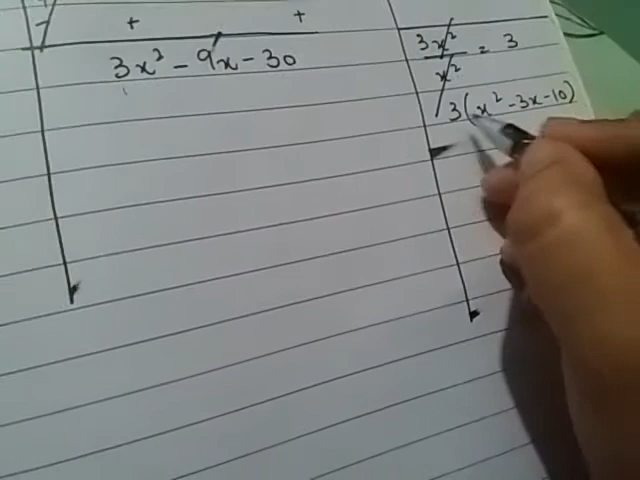 + +
3x² - 9x - 30
3x²/x² = 3
3(x² - 3x - 10)